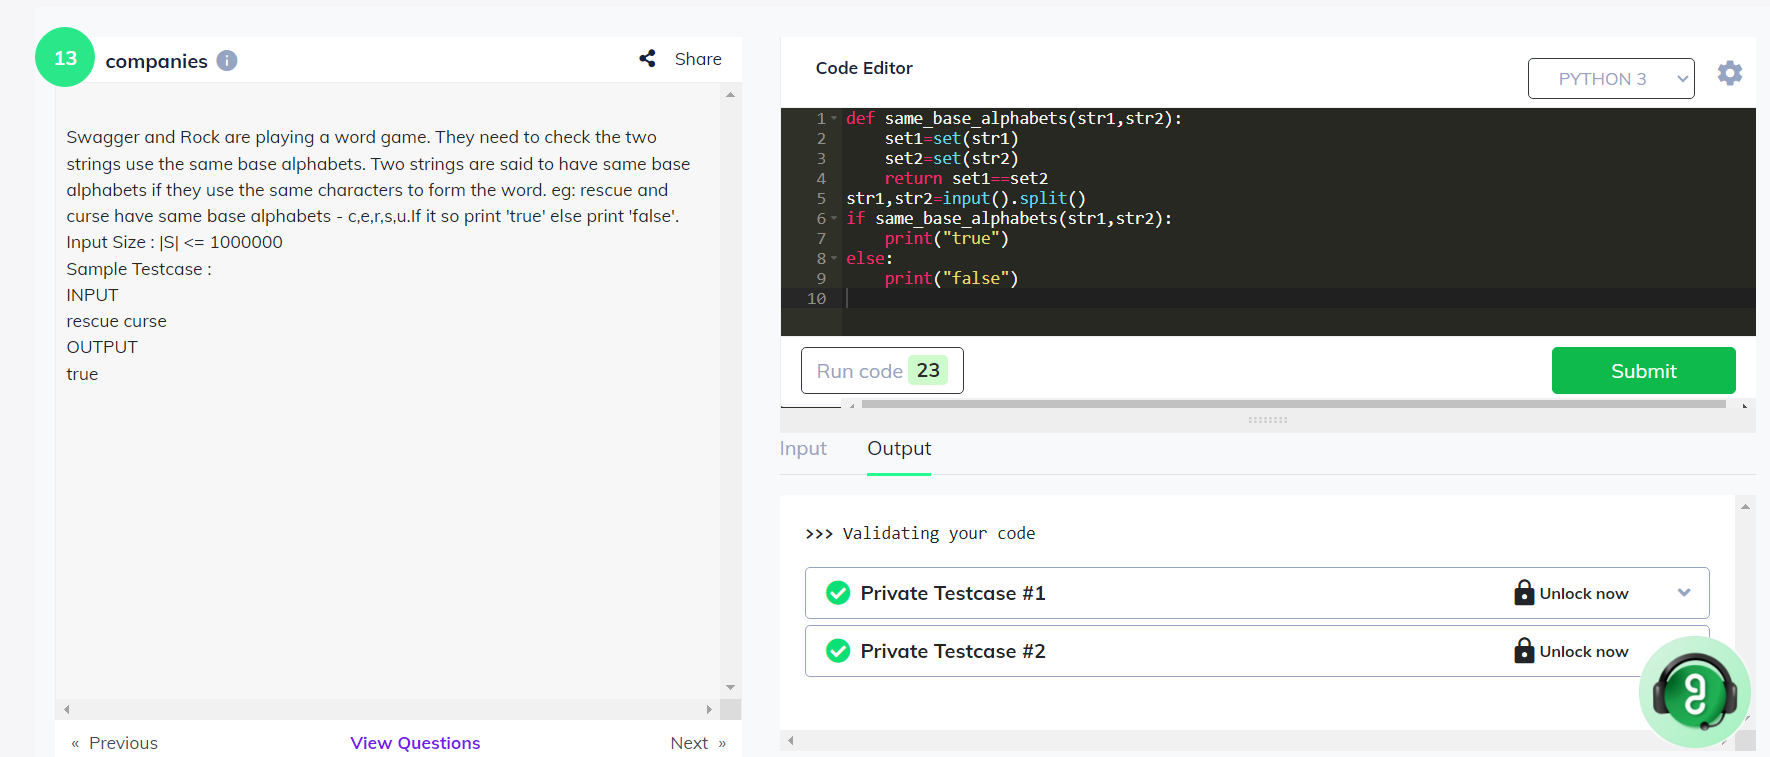 13
companies
Share
Swagger and Rock are playing a word game. They need to check the two
strings use the same base alphabets. Two strings are said to have same base
alphabets if they use the same characters to form the word. eg: rescue and
curse have same base alphabets - c,e,r,s,u.If it so print 'true' else print 'false'.
Input Size : |S| <= 1000000
Sample Testcase :
INPUT
rescue curse
OUTPUT
true
« Previous
View Questions
Next »
Code Editor
PYTHON 3
1 def same_base_alphabets(str1,str2):
2     set1=set(str1)
3     set2=set(str2)
4     return set1==set2
5 str1,str2=input().split()
6 if same_base_alphabets(str1,str2):
7     print("true")
8 else:
9     print("false")
10
Run code 23
Submit
Input Output
>>> Validating your code
Private Testcase #1 Unlock now
Private Testcase #2 Unlock now